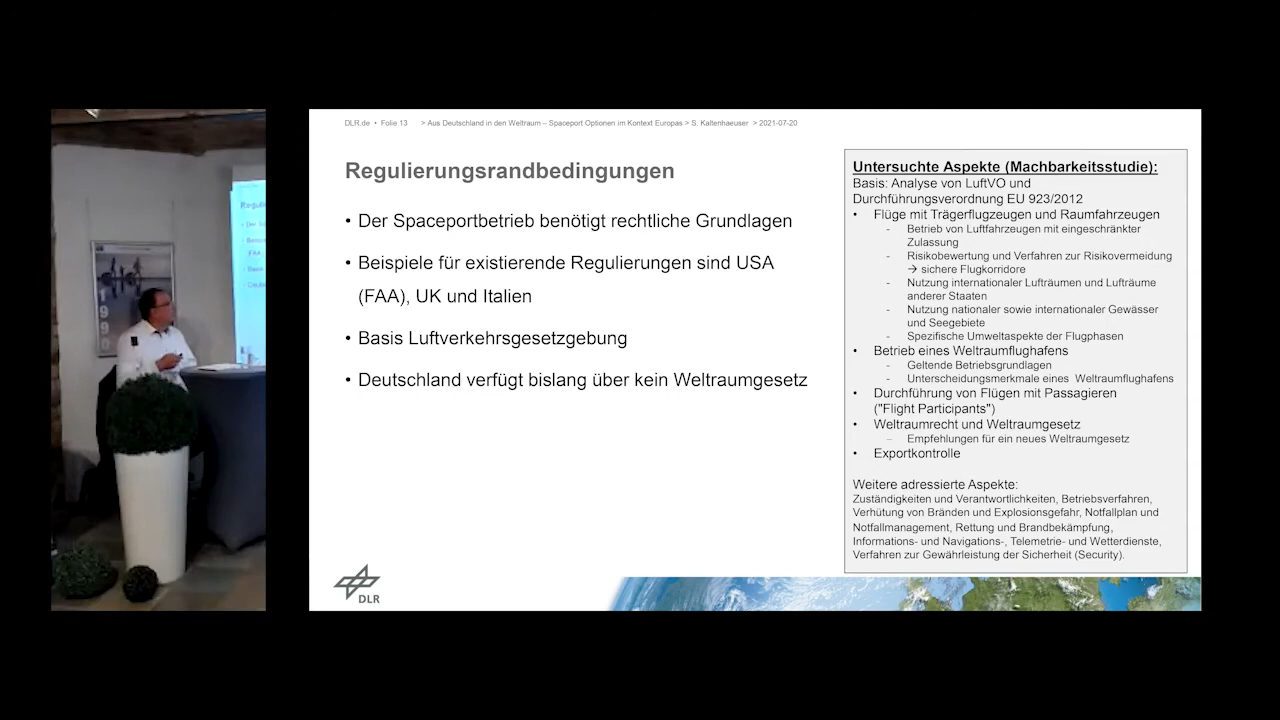 DLR.de • Folie 13 > Aus Deutschland in den Weltraum – Spaceport Optionen im Kontext Europas > S. Kaltenhaeuser > 2021-07-20
Regulierungsrandbedingungen
• Der Spaceportbetrieb benötigt rechtliche Grundlagen
• Beispiele für existierende Regulierungen sind USA
(FAA), UK und Italien
• Basis Luftverkehrsgesetzgebung
• Deutschland verfügt bislang über kein Weltraumgesetz
Untersuchte Aspekte (Machbarkeitsstudie):
Basis: Analyse von LuftVO und
Durchführungsverordnung EU 923/2012
• Flüge mit Trägerflugzeugen und Raumfahrzeugen
- Betrieb von Luftfahrzeugen mit eingeschränkter
Zulassung
- Risikobewertung und Verfahren zur Risikovermeidung
→ sichere Flugkorridore
- Nutzung internationaler Lufträumen und Lufträume
anderer Staaten
- Nutzung nationaler sowie internationaler Gewässer
und Seegebiete
- Spezifische Umweltaspekte der Flugphasen
• Betrieb eines Weltraumflughafens
- Geltende Betriebsgrundlagen
- Unterscheidungsmerkmale eines Weltraumflughafens
• Durchführung von Flügen mit Passagieren
("Flight Participants")
• Weltraumrecht und Weltraumgesetz
– Empfehlungen für ein neues Weltraumgesetz
• Exportkontrolle
Weitere adressierte Aspekte:
Zuständigkeiten und Verantwortlichkeiten, Betriebsverfahren,
Verhütung von Bränden und Explosionsgefahr, Notfallplan und
Notfallmanagement, Rettung und Brandbekämpfung,
Informations- und Navigations-, Telemetrie- und Wetterdienste,
Verfahren zur Gewährleistung der Sicherheit (Security).
DLR
1990